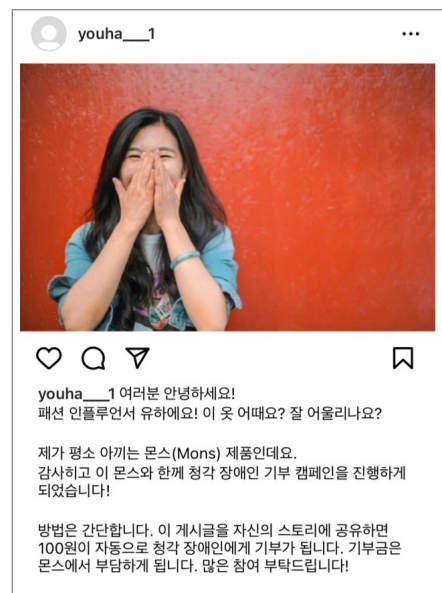 youha___1
youha___1 여러분 안녕하세요!
패션 인플루언서 유하에요! 이 옷 어때요? 잘 어울리나요?
제가 평소 아끼는 몬스(Mons) 제품인데요.
감사히고 이 몬스와 한께 청각 장애인 기부 캠페인을 진행하게
되었습니다!
방법은 간단합니다. 이 게시글을 자신의 스토리에 공유하면
100원이 자동으로 청각 장애인에게 기부가 됩니다. 기부금은
몬스에서 부담하게 됩니다. 많은 참여 부탁드립니다!